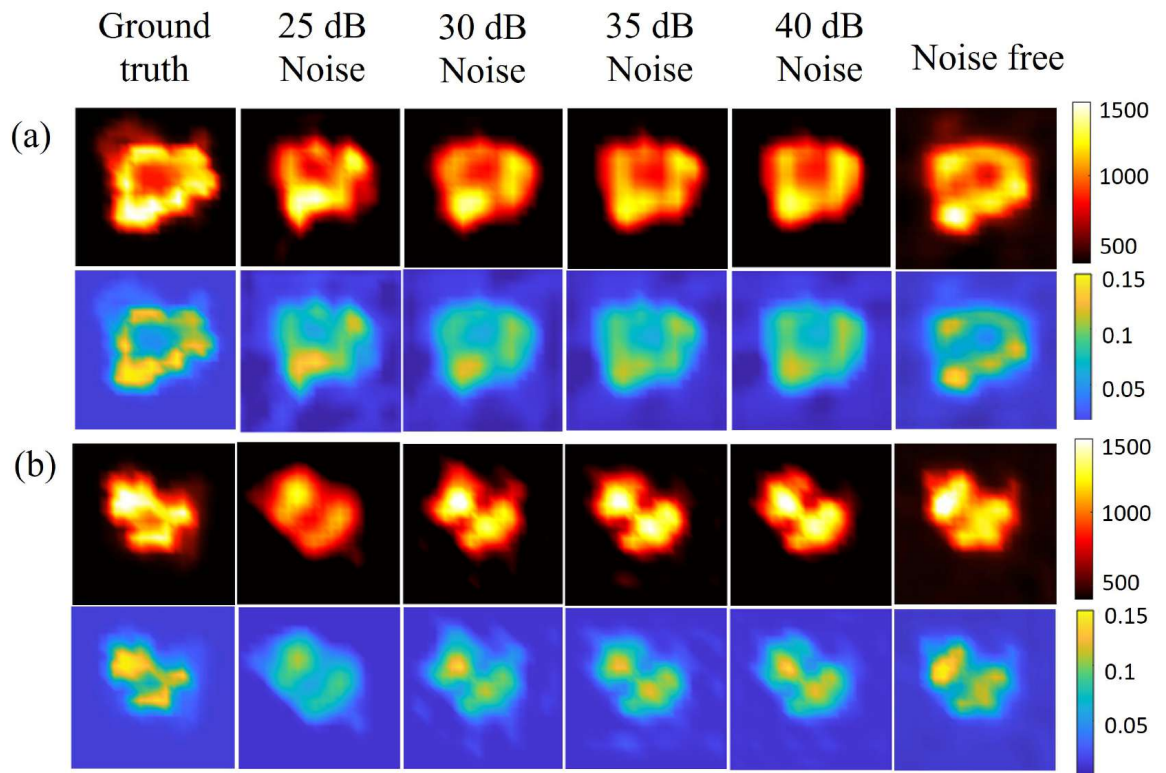 Ground
truth
25 dB
Noise
30 dB
Noise
35 dB
Noise
40 dB
Noise
Noise free
(a)
1500
1000
500
0.15
0.1
0.05
(b)
1500
1000
500
0.15
0.1
0.05